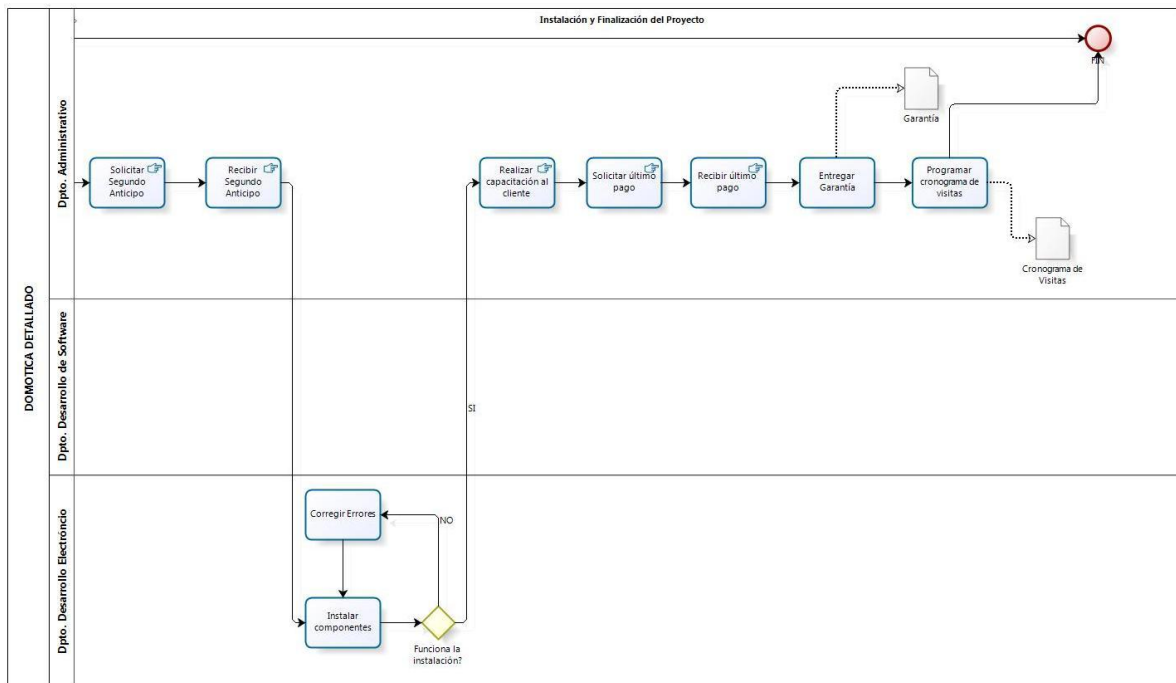 Instalación y Finalización del Proyecto
DOMOTICA DETALLADO
Dpto. Administrativo
FIN
Garantía
Solicitar
Segundo
Anticipo
Recibir
Segundo
Anticipo
Realizar
capacitación al
cliente
Solicitar último
pago
Recibir último
pago
Entregar
Garantía
Programar
cronograma de
visitas
Cronograma de
Visitas
Dpto. Desarrollo de Software
SI
Dpto. Desarrollo Electróncio
Corregir Errores
NO
Instalar
componentes
Funciona la
instalación?